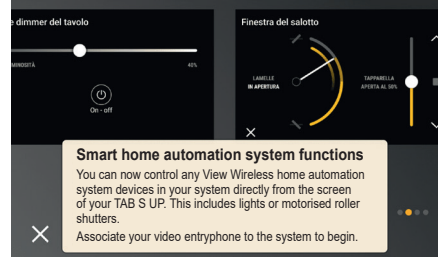 e dimmer del tavolo
Finestra del salotto
40%
LAMELLE
IN APERTURA
TAPPARELLA
APERTA AL 50%
On - off
Smart home automation system functions
You can now control any View Wireless home automation
system devices in your system directly from the screen
of your TAB S UP. This includes lights or motorised roller
shutters.
Associate your video entryphone to the system to begin.